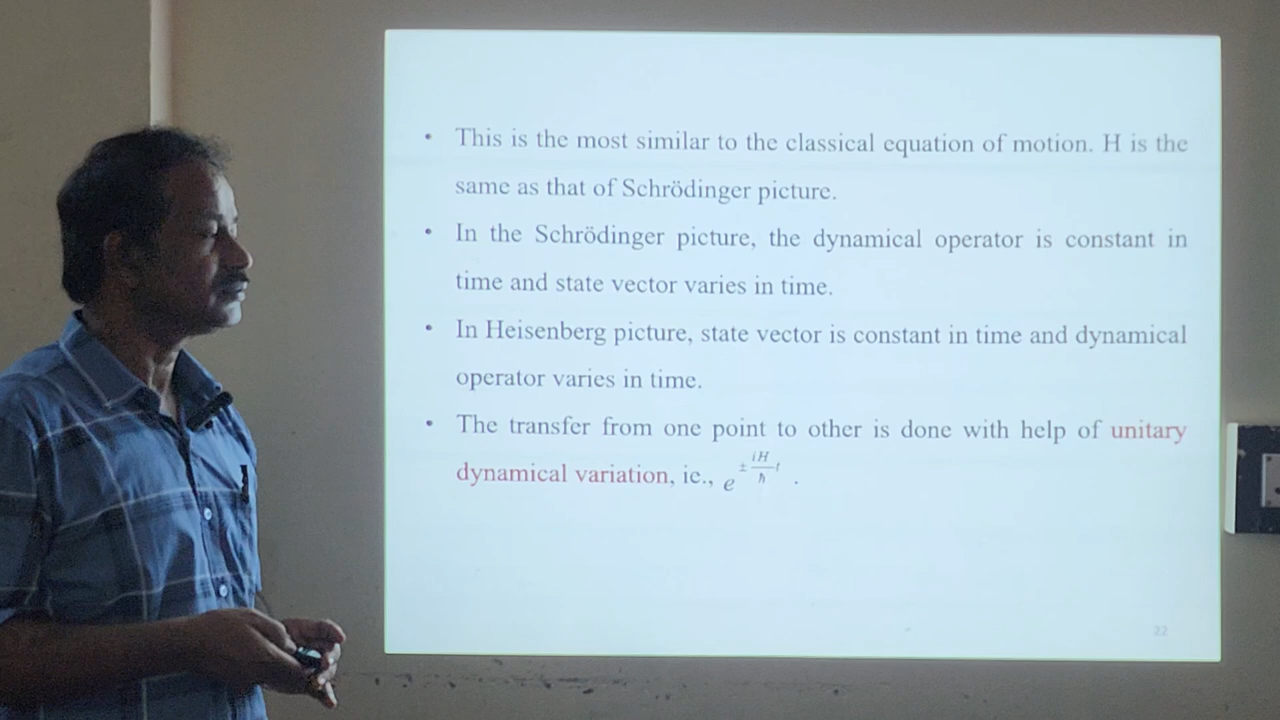 • This is the most similar to the classical equation of motion. H is the
same as that of Schrödinger picture.
• In the Schrödinger picture, the dynamical operator is constant in
time and state vector varies in time.
• In Heisenberg picture, state vector is constant in time and dynamical
operator varies in time.
• The transfer from one point to other is done with help of unitary
dynamical variation, ie., e^{±\frac{iH}{ℏ}t} .
22